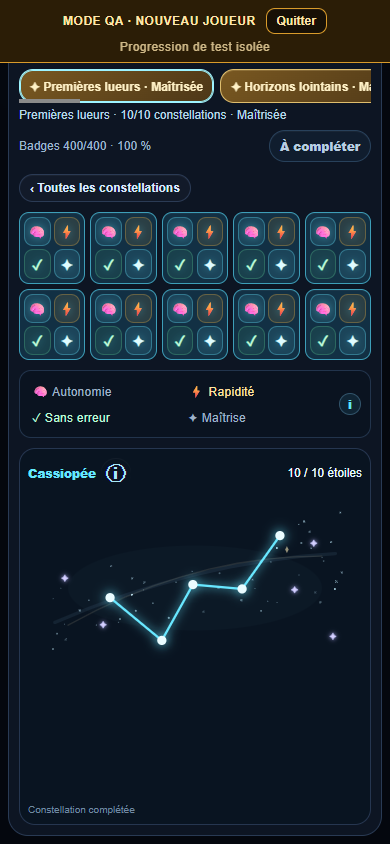 MODE QA · NOUVEAU JOUEUR Quitter
Progression de test isolée
✦ Premières lueurs · Maîtrisée ✦ Horizons lointains ·
Premières lueurs · 10/10 constellations · Maîtrisée
Badges 400/400 · 100 % À compléter
‹ Toutes les constellations
Autonomie Rapidité
i
✓ Sans erreur ✦ Maîtrise
Cassiopée i 10 / 10 étoiles
Constellation complétée